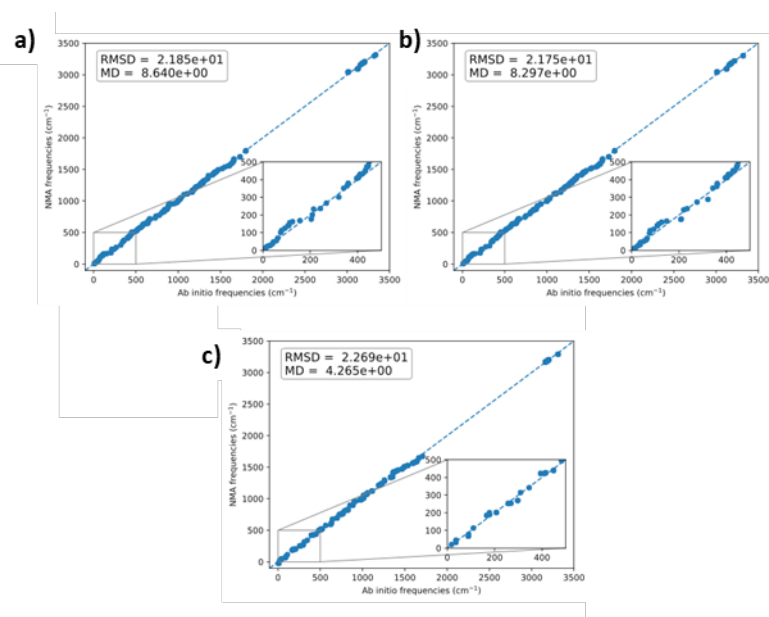 a)
RMSD = 2.185e+01
MD = 8.640e+00
NMA frequencies (cm⁻¹)
3500
3000
2500
2000
1500
1000
500
0
500
400
300
200
100
0
0 200 400
0 500 1000 1500 2000 2500 3000 3500
Ab initio frequencies (cm⁻¹)
b)
RMSD = 2.175e+01
MD = 8.297e+00
NMA frequencies (cm⁻¹)
3500
3000
2500
2000
1500
1000
500
0
500
400
300
200
100
0
0 200 400
0 500 1000 1500 2000 2500 3000 3500
Ab initio frequencies (cm⁻¹)
c)
RMSD = 2.269e+01
MD = 4.265e+00
NMA frequencies (cm⁻¹)
3500
3000
2500
2000
1500
1000
500
0
500
400
300
200
100
0
0 200 400
0 500 1000 1500 2000 2500 3000 3500
Ab initio frequencies (cm⁻¹)